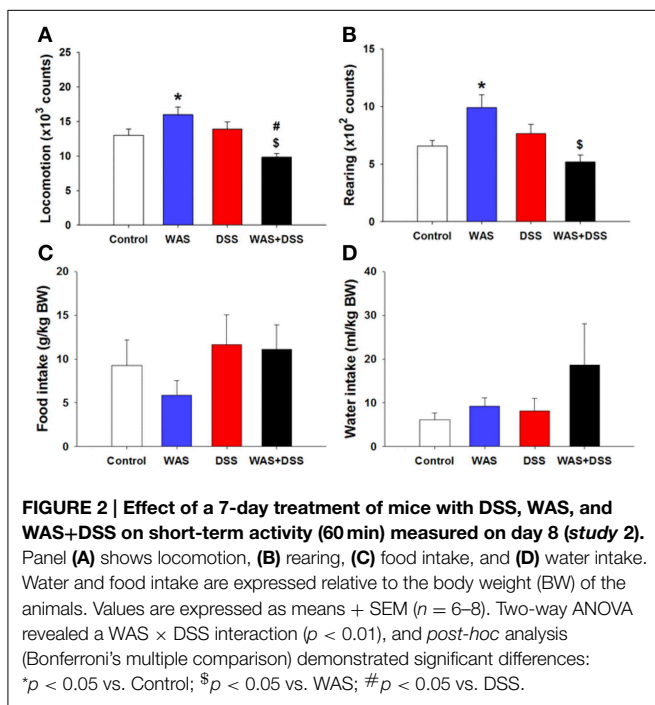 A
Locomotion (x10³ counts)
25
20
15
10
5
0
*
#
$
Control WAS DSS WAS+DSS
B
Rearing (x10² counts)
15
10
5
0
*
$
Control WAS DSS WAS+DSS
C
Food intake (g/kg BW)
20
15
10
5
0
Control WAS DSS WAS+DSS
D
Water intake (ml/kg BW)
40
30
20
10
0
Control WAS DSS WAS+DSS
FIGURE 2 | Effect of a 7-day treatment of mice with DSS, WAS, and
WAS+DSS on short-term activity (60 min) measured on day 8 (study 2).
Panel (A) shows locomotion, (B) rearing, (C) food intake, and (D) water intake.
Water and food intake are expressed relative to the body weight (BW) of the
animals. Values are expressed as means + SEM (n = 6–8). Two-way ANOVA
revealed a WAS × DSS interaction (p < 0.01), and post-hoc analysis
(Bonferroni's multiple comparison) demonstrated significant differences:
*p < 0.05 vs. Control; $p < 0.05 vs. WAS; #p < 0.05 vs. DSS.